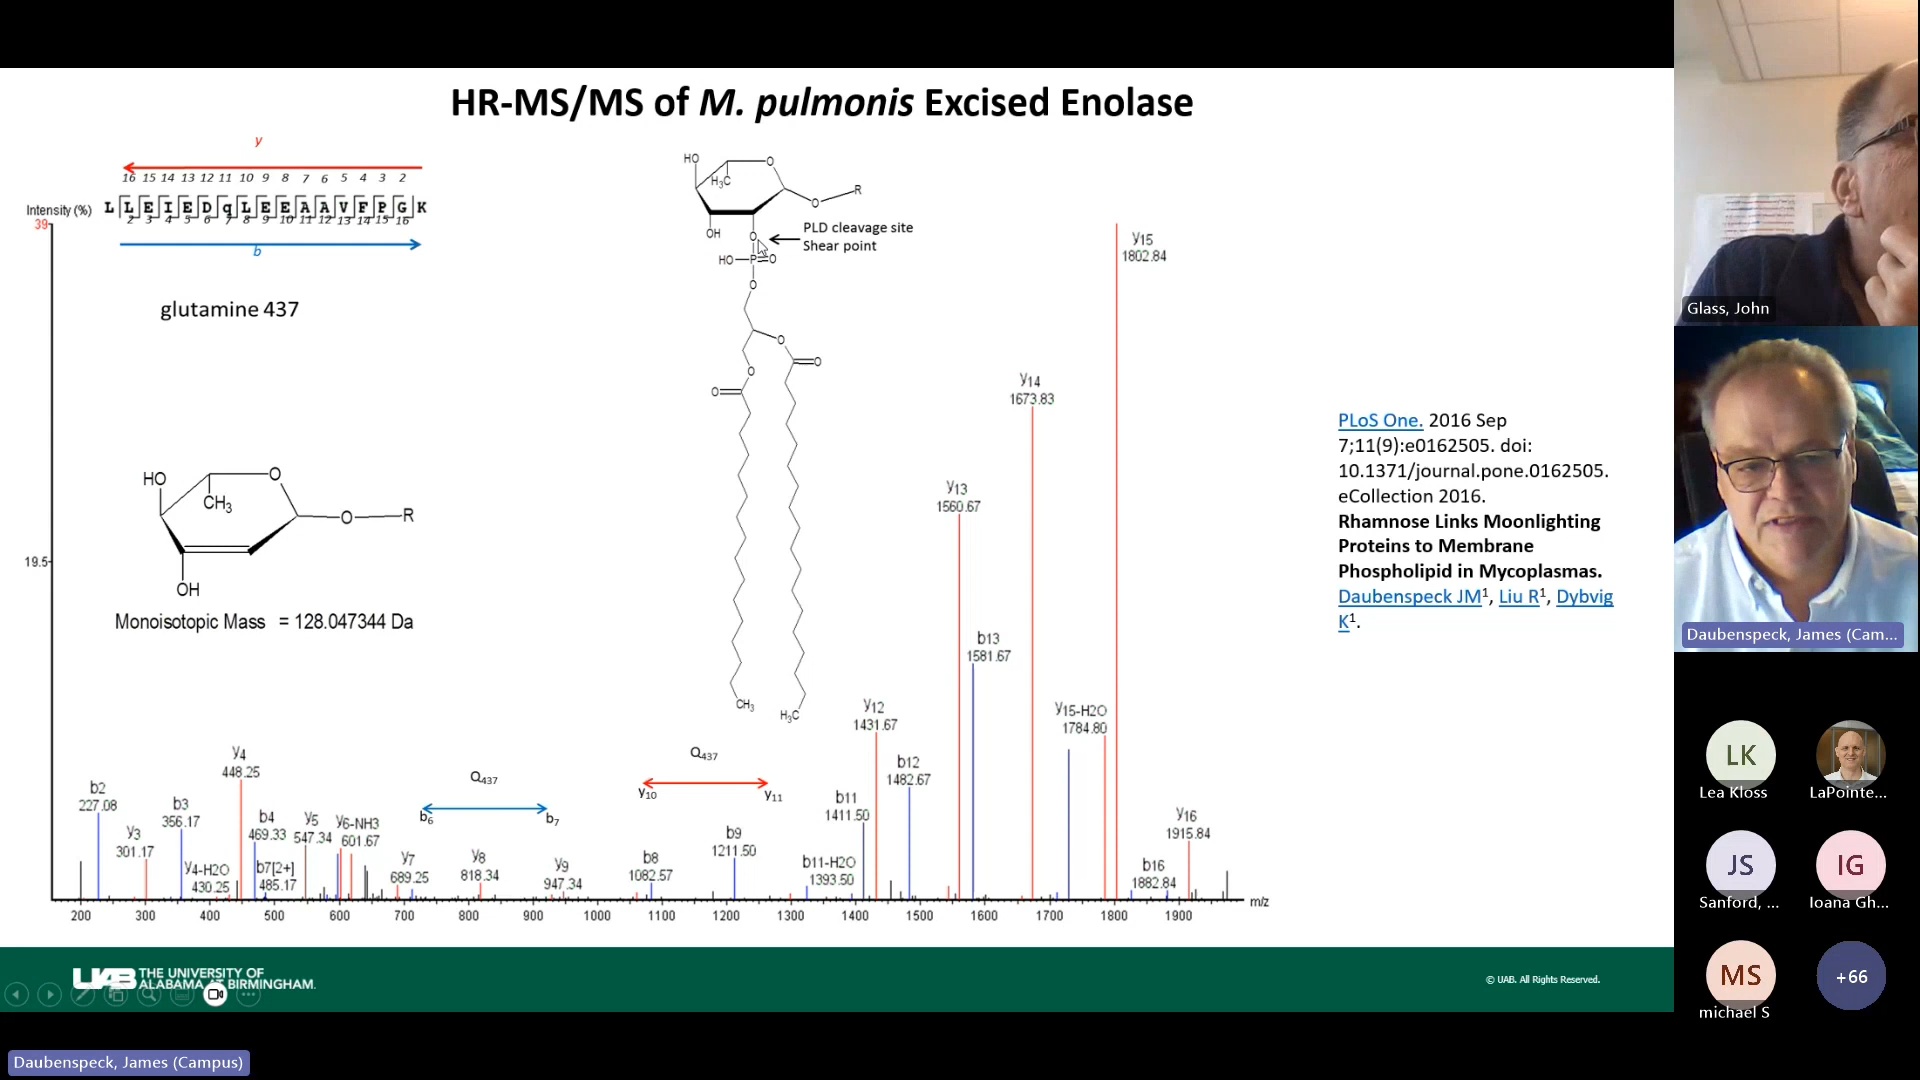 HR-MS/MS of M. pulmonis Excised Enolase
y
16 15 14 13 12 11 10 9 8 7 6 5 4 3 2
Intensity (%)
L L E I E D q L E E A A V F P G K
2 3 4 5 6 7 8 9 10 11 12 13 14 15 16
b
39
19.5
glutamine 437
HO
O
CH3
O
R
OH
Monoisotopic Mass = 128.047344 Da
HO
O
H3C
O
R
OH
O
PLD cleavage site
Shear point
HO P O
O
O
O
O
O
CH3
H3C
PLoS One. 2016 Sep
7;11(9):e0162505. doi:
10.1371/journal.pone.0162505.
eCollection 2016.
Rhamnose Links Moonlighting
Proteins to Membrane
Phospholipid in Mycoplasmas.
Daubenspeck JM1, Liu R1, Dybvig
K1.
b2
227.08
y3
301.17
b3
356.17
y4-H2O
430.25
y4
448.25
b4
469.33
b7[2+]
485.17
y5
547.34
y6-NH3
601.67
y7
689.25
y8
818.34
y9
947.34
b8
1082.57
b9
1211.50
b11-H2O
1393.50
b11
1411.50
y12
1431.67
b12
1482.67
y13
1560.67
b13
1581.67
y14
1673.83
y15-H2O
1784.80
y15
1802.84
b16
1882.84
y16
1915.84
Q437
b6
b7
Q437
y10
y11
200 300 400 500 600 700 800 900 1000 1100 1200 1300 1400 1500 1600 1700 1800 1900 m/z
UAB THE UNIVERSITY OF
ALABAMA AT BIRMINGHAM.
© UAB. All Rights Reserved.
Daubenspeck, James (Campus)
Glass, John
Daubenspeck, James (Cam...
LK
Lea Kloss
LaPointe...
JS
Sanford, ...
IG
Ioana Gh...
MS
michael S
+66